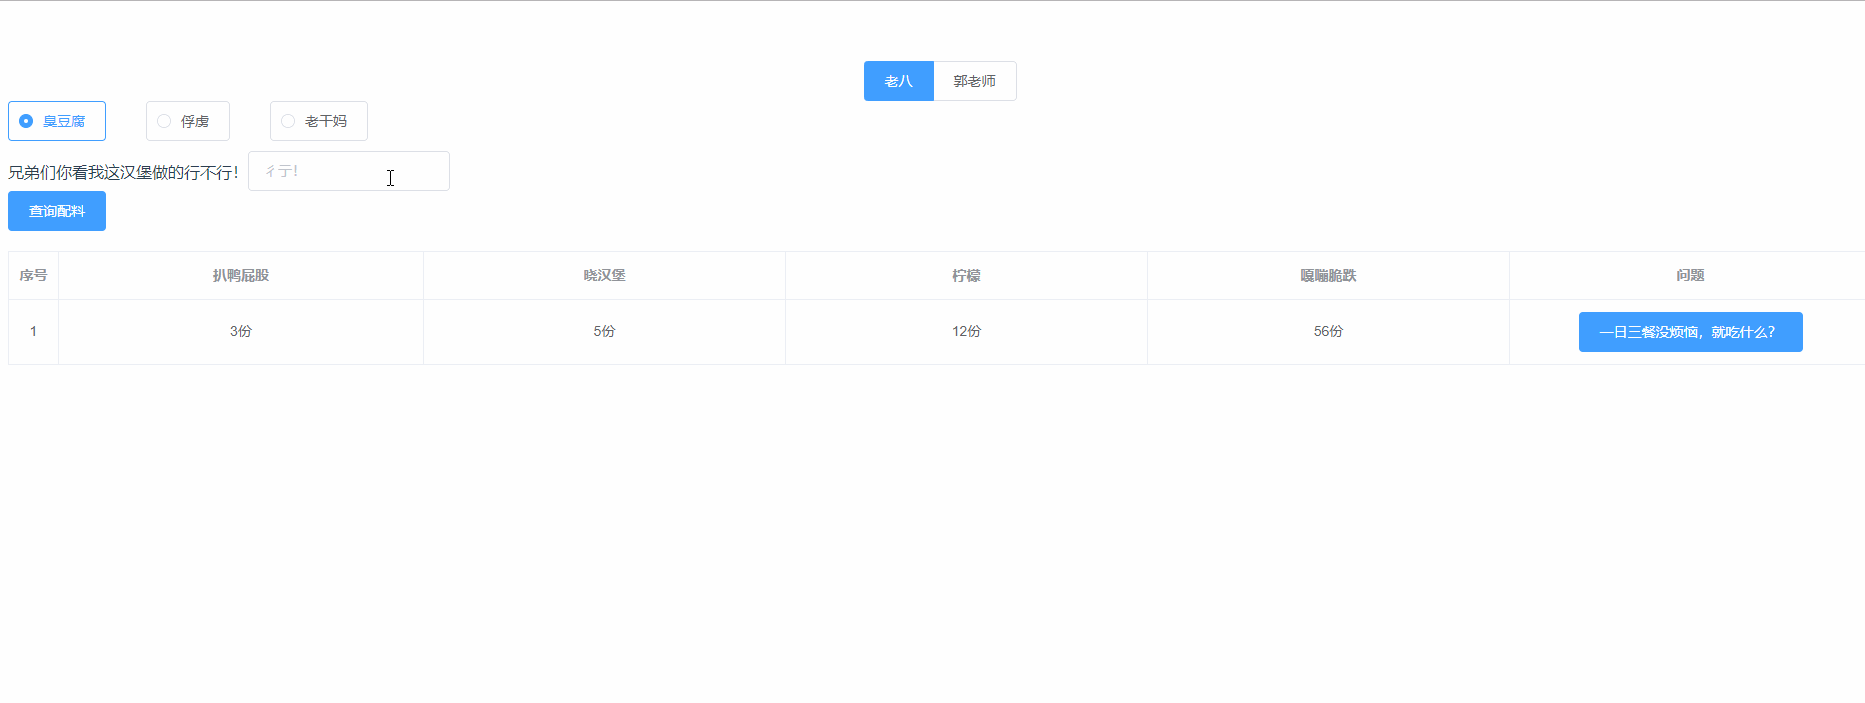 老八 郭老师
臭豆腐 俘虏 老干妈
兄弟们你看我这汉堡做的行不行！ 彳亍！
查询配料
序号 扒鸭屁股 晓汉堡 柠檬 嘎嘣脆跌 问题
1 3份 5份 12份 56份 一日三餐没烦恼，就吃什么？